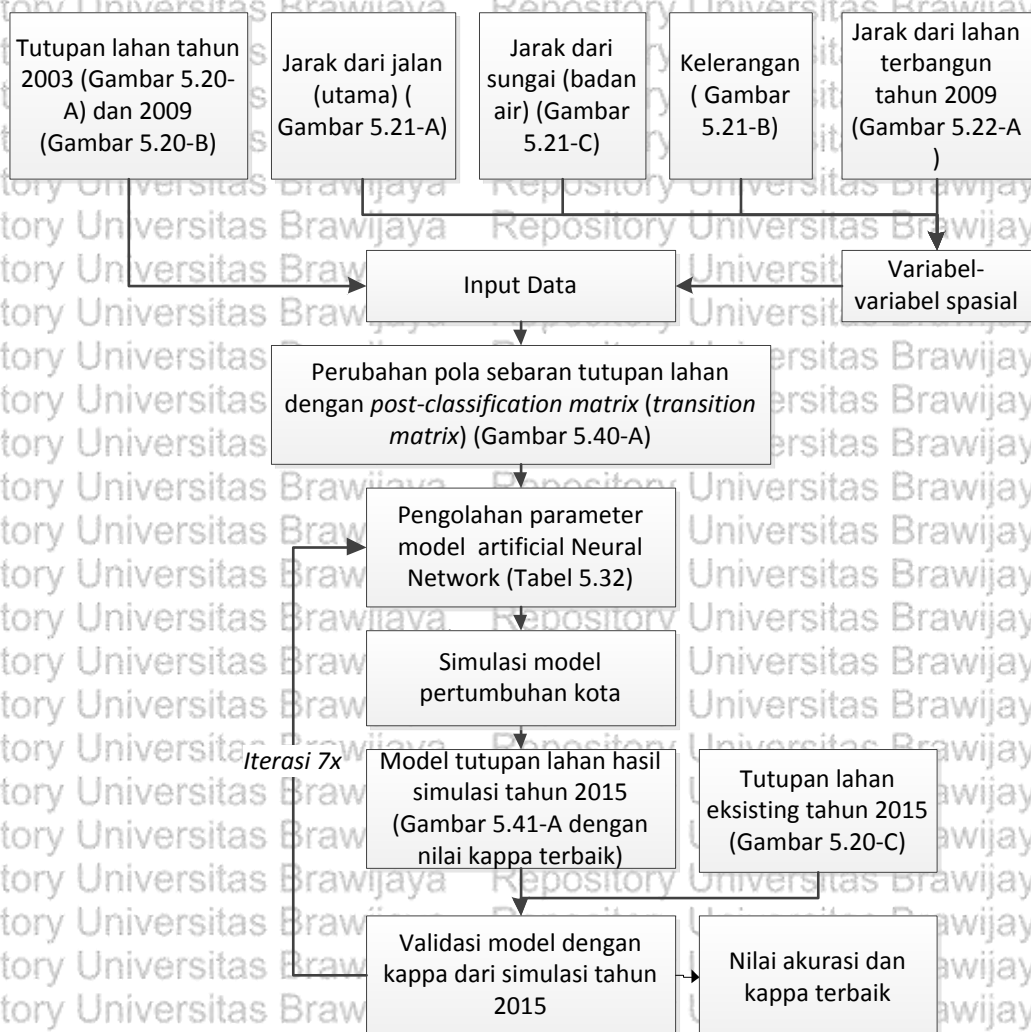 Tutupan lahan tahun
2003 (Gambar 5.20-
A) dan 2009
(Gambar 5.20-B)
Jarak dari jalan
(utama) (
Gambar 5.21-A)
Jarak dari
sungai (badan
air) (Gambar
5.21-C)
Kelerangan
( Gambar
5.21-B)
Jarak dari lahan
terbangun
tahun 2009
(Gambar 5.22-A
)
Input Data
Variabel-
variabel spasial
Perubahan pola sebaran tutupan lahan
dengan post-classification matrix (transition
matrix) (Gambar 5.40-A)
Pengolahan parameter
model artificial Neural
Network (Tabel 5.32)
Simulasi model
pertumbuhan kota
Iterasi 7x
Model tutupan lahan hasil
simulasi tahun 2015
(Gambar 5.41-A dengan
nilai kappa terbaik)
Tutupan lahan
eksisting tahun 2015
(Gambar 5.20-C)
Validasi model dengan
kappa dari simulasi tahun
2015
Nilai akurasi dan
kappa terbaik